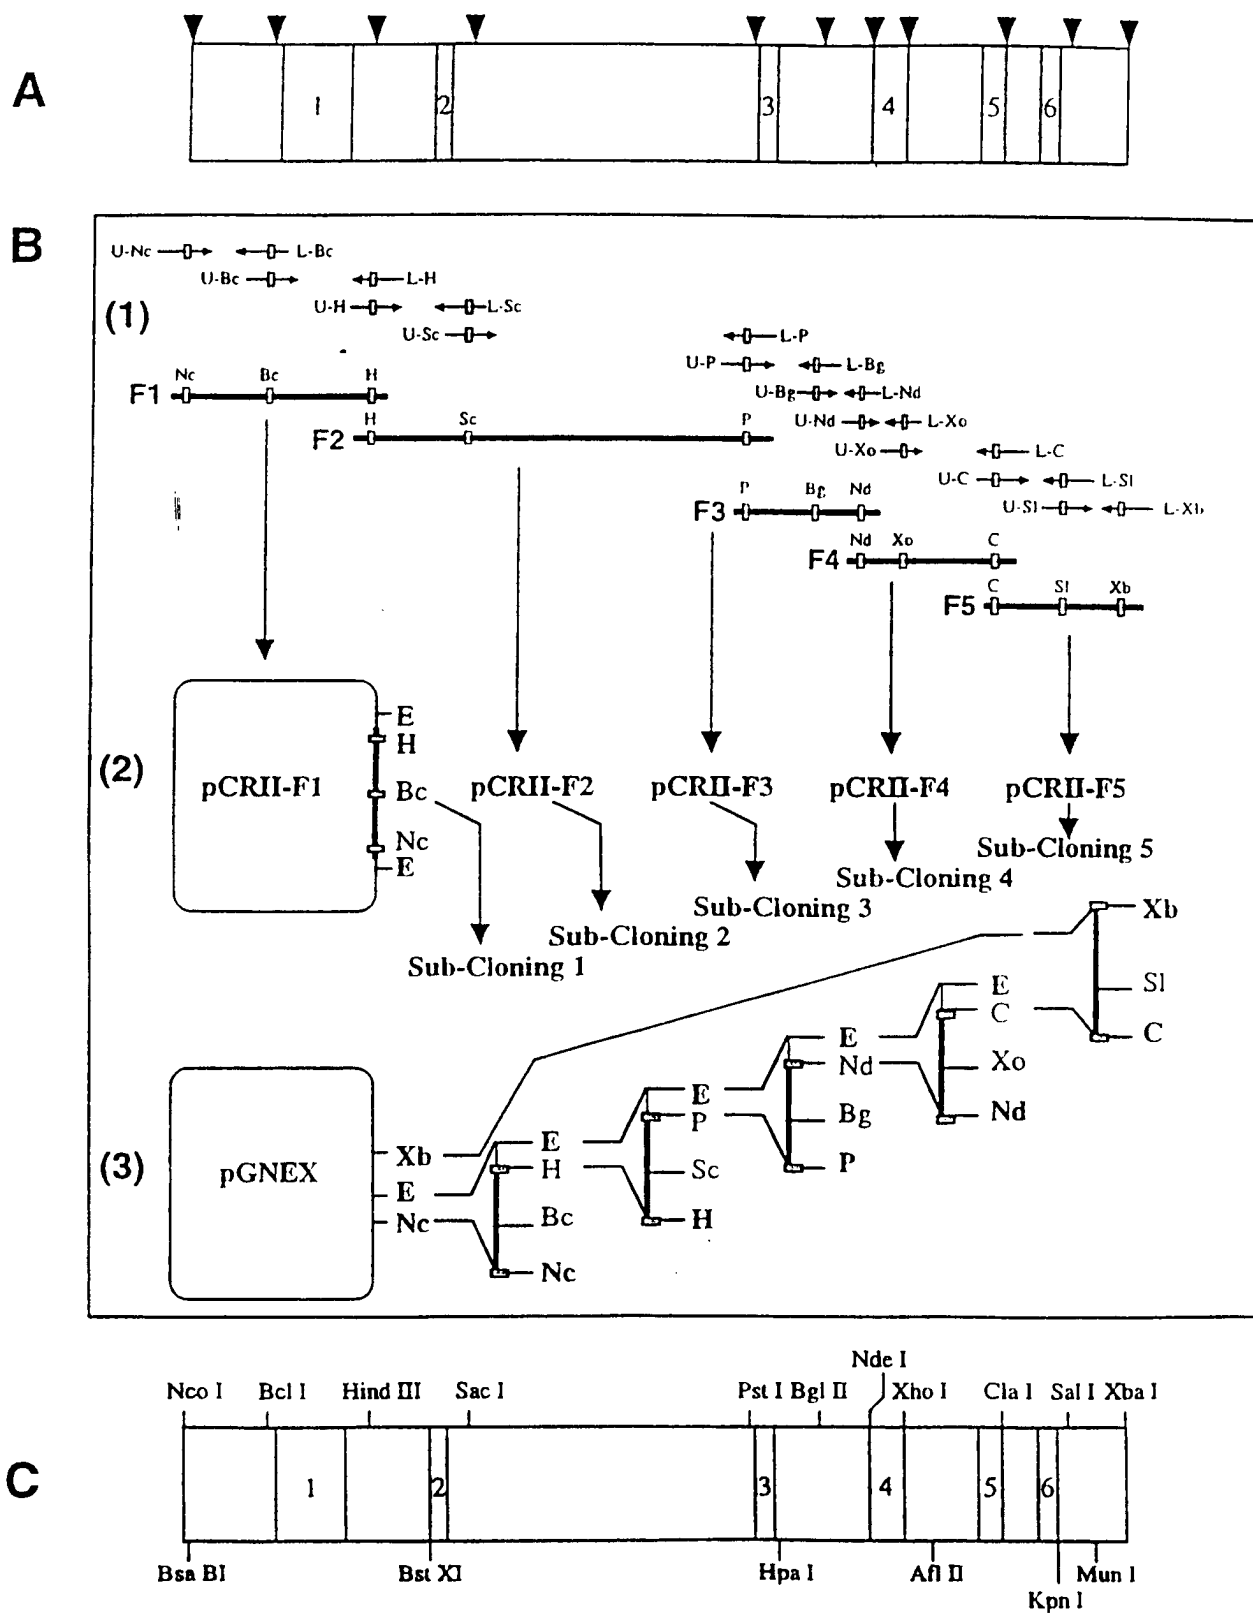 A
1 2 3 4 5 6
B
(1)
U-Nc L-Bc
U-Bc L-H
U-H L-Sc
U-Sc
L-P
U-P L-Bg
U-Bg L-Nd
U-Nd L-Xo
U-Xo L-C
U-C L-Sl
U-Sl L-Xb
Nc Bc H
F1
H Sc P
F2
P Bg Nd
F3
Nd Xo C
F4
C Sl Xb
F5
(2)
pCRII-F1
E
H
Bc
Nc
E
pCRII-F2 pCRII-F3 pCRII-F4 pCRII-F5
Sub-Cloning 5
Sub-Cloning 4
Sub-Cloning 3
Sub-Cloning 2
Sub-Cloning 1
(3)
pGNEX
Xb
E
Nc
E
H
Bc
Nc
E
P
Sc
H
E
Nd
Bg
P
E
C
Xo
Nd
Xb
Sl
C
Nde I
Nco I Bcl I Hind III Sac I Pst I Bgl II Xho I Cla I Sal I Xba I
C
1 2 3 4 5 6
Bsa BI Bst XI Hpa I Afl II Mun I
Kpn I